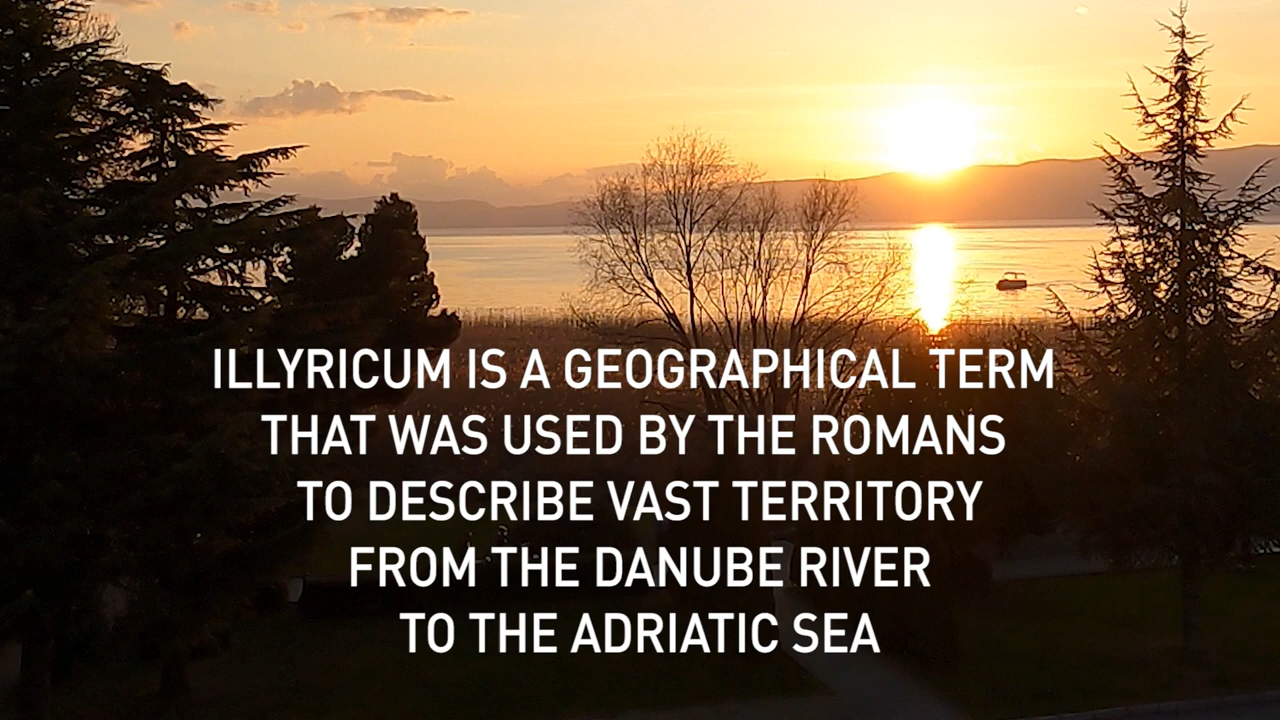 ILLYRICUM IS A GEOGRAPHICAL TERM
THAT WAS USED BY THE ROMANS
TO DESCRIBE VAST TERRITORY
FROM THE DANUBE RIVER
TO THE ADRIATIC SEA